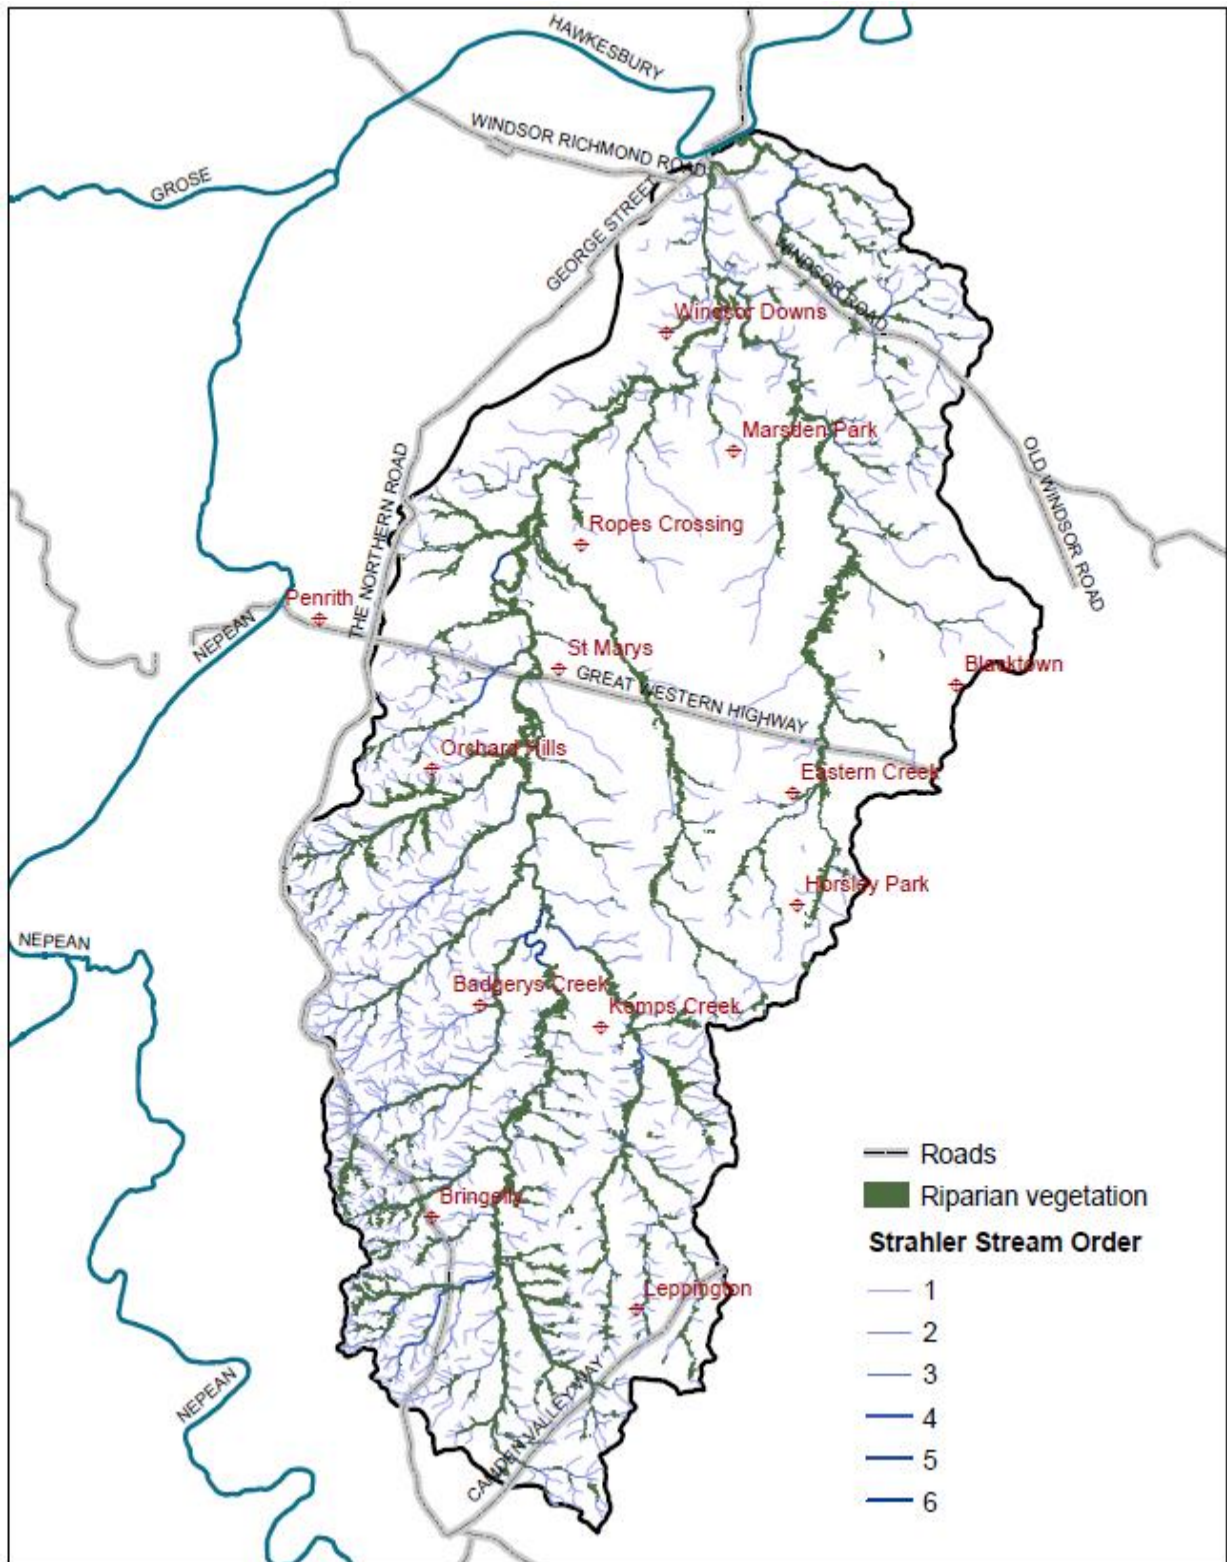 HAWKESBURY
WINDSOR RICHMOND ROAD
GROSE
GEORGE STREET
WINDSOR ROAD
Windsor Downs
Marsden Park
OLD WINDSOR ROAD
THE NORTHERN ROAD
Ropes Crossing
Penrith
NEPEAN
St Marys
Blacktown
GREAT WESTERN HIGHWAY
Orchard Hills
Eastern Creek
Horsley Park
NEPEAN
Badgerys Creek
Kemps Creek
Roads
Riparian vegetation
Bringelly
Strahler Stream Order
Leppington
1
2
3
4
5
6
NEPEAN
CAMDEN VALLEY WAY